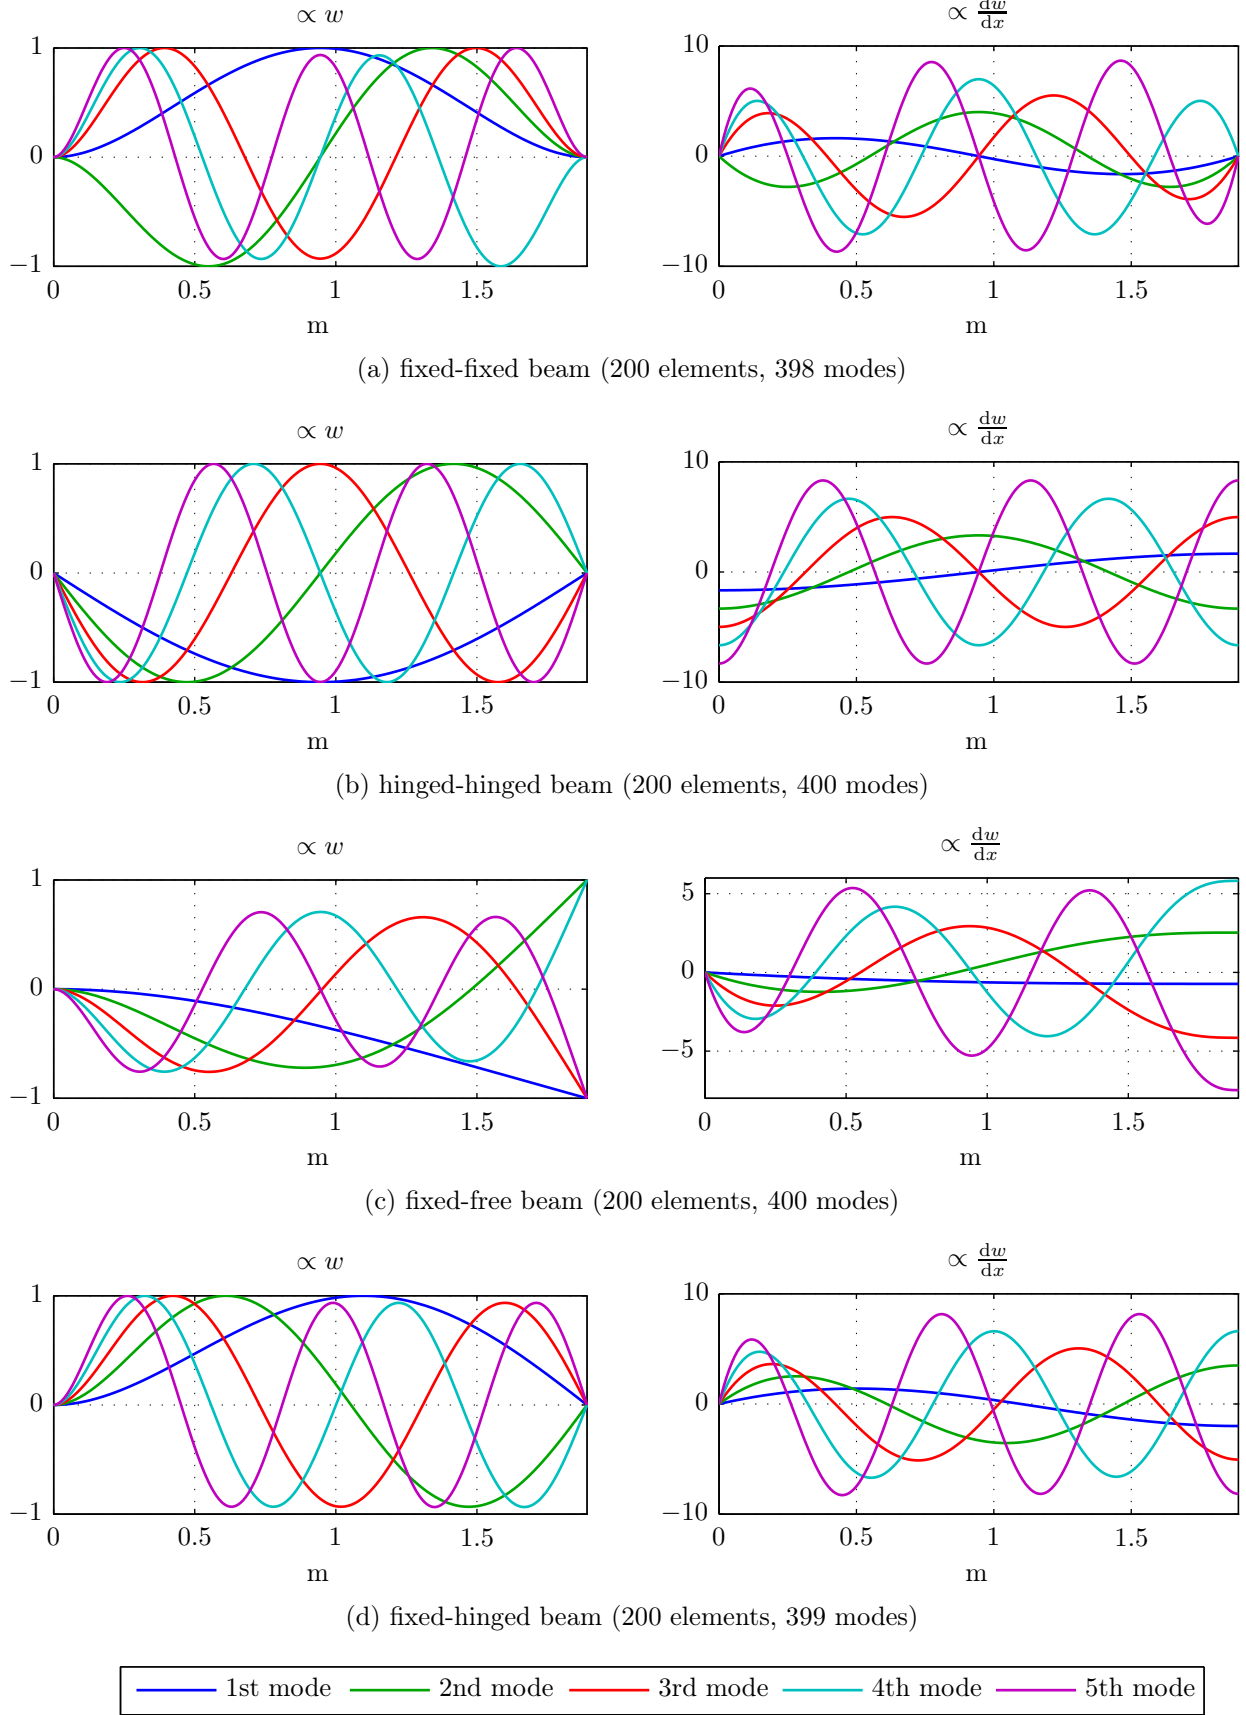 ∝ w
∝ dw/dx
1
0
−1
0 0.5 1 1.5
m
10
0
−10
0 0.5 1 1.5
m
(a) fixed-fixed beam (200 elements, 398 modes)
∝ w
∝ dw/dx
1
0
−1
0 0.5 1 1.5
m
10
0
−10
0 0.5 1 1.5
m
(b) hinged-hinged beam (200 elements, 400 modes)
∝ w
∝ dw/dx
1
0
−1
0 0.5 1 1.5
m
5
0
−5
0 0.5 1 1.5
m
(c) fixed-free beam (200 elements, 400 modes)
∝ w
∝ dw/dx
1
0
−1
0 0.5 1 1.5
m
10
0
−10
0 0.5 1 1.5
m
(d) fixed-hinged beam (200 elements, 399 modes)
1st mode 2nd mode 3rd mode 4th mode 5th mode